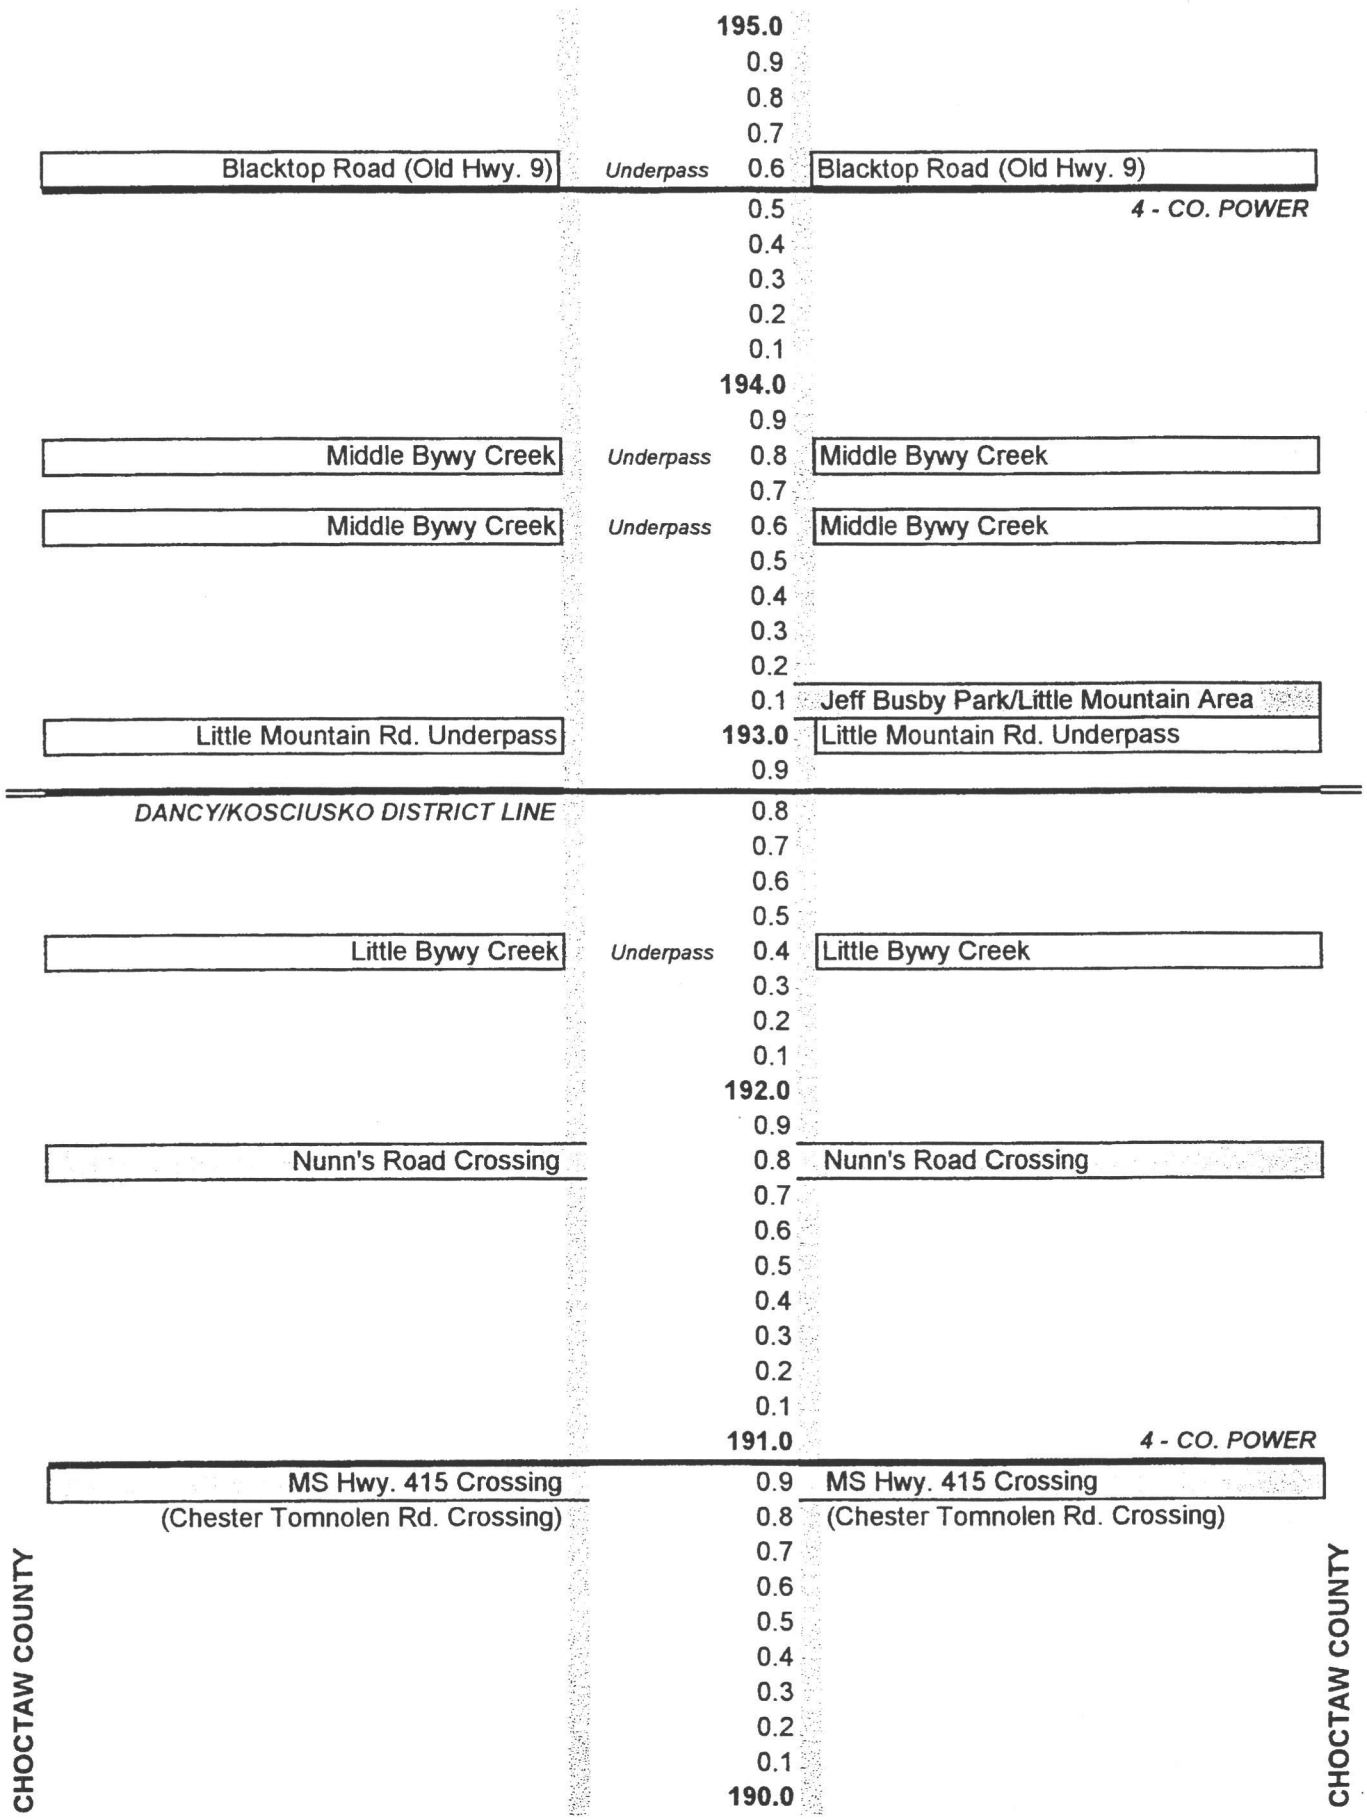 195.0
0.9
0.8
0.7
Blacktop Road (Old Hwy. 9) Underpass 0.6 Blacktop Road (Old Hwy. 9)
0.5 4 - CO. POWER
0.4
0.3
0.2
0.1
194.0
0.9
Middle Bywy Creek Underpass 0.8 Middle Bywy Creek
0.7
Middle Bywy Creek Underpass 0.6 Middle Bywy Creek
0.5
0.4
0.3
0.2
0.1 Jeff Busby Park/Little Mountain Area
Little Mountain Rd. Underpass 193.0 Little Mountain Rd. Underpass
0.9
DANCY/KOSCIUSKO DISTRICT LINE 0.8
0.7
0.6
0.5
Little Bywy Creek Underpass 0.4 Little Bywy Creek
0.3
0.2
0.1
192.0
0.9
Nunn's Road Crossing 0.8 Nunn's Road Crossing
0.7
0.6
0.5
0.4
0.3
0.2
0.1
191.0 4 - CO. POWER
MS Hwy. 415 Crossing 0.9 MS Hwy. 415 Crossing
(Chester Tomnolen Rd. Crossing) 0.8 (Chester Tomnolen Rd. Crossing)
0.7
0.6
0.5
0.4
0.3
0.2
0.1
190.0
CHOCTAW COUNTY
CHOCTAW COUNTY